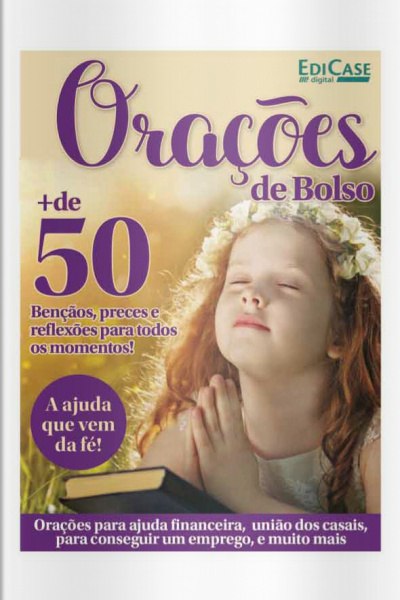 EDICASE
digital
Orações
de Bolso
+de
50
Bençãos, preces e
reflexões para todos
os momentos!
A ajuda
que vem
da fé!
Orações para ajuda financeira, união dos casais,
para conseguir um emprego, e muito mais